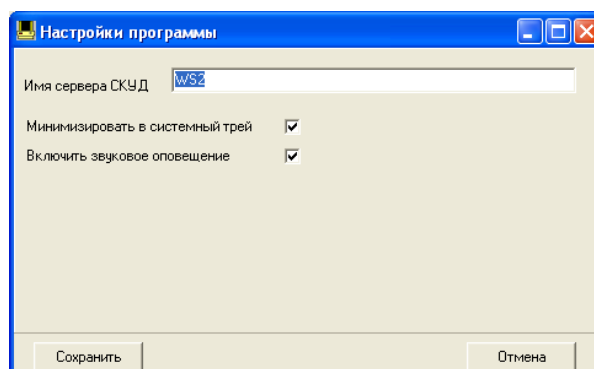 Настройки программы
Имя сервера СКУД WS2
Минимизировать в системный трей
Включить звуковое оповещение
Сохранить Отмена